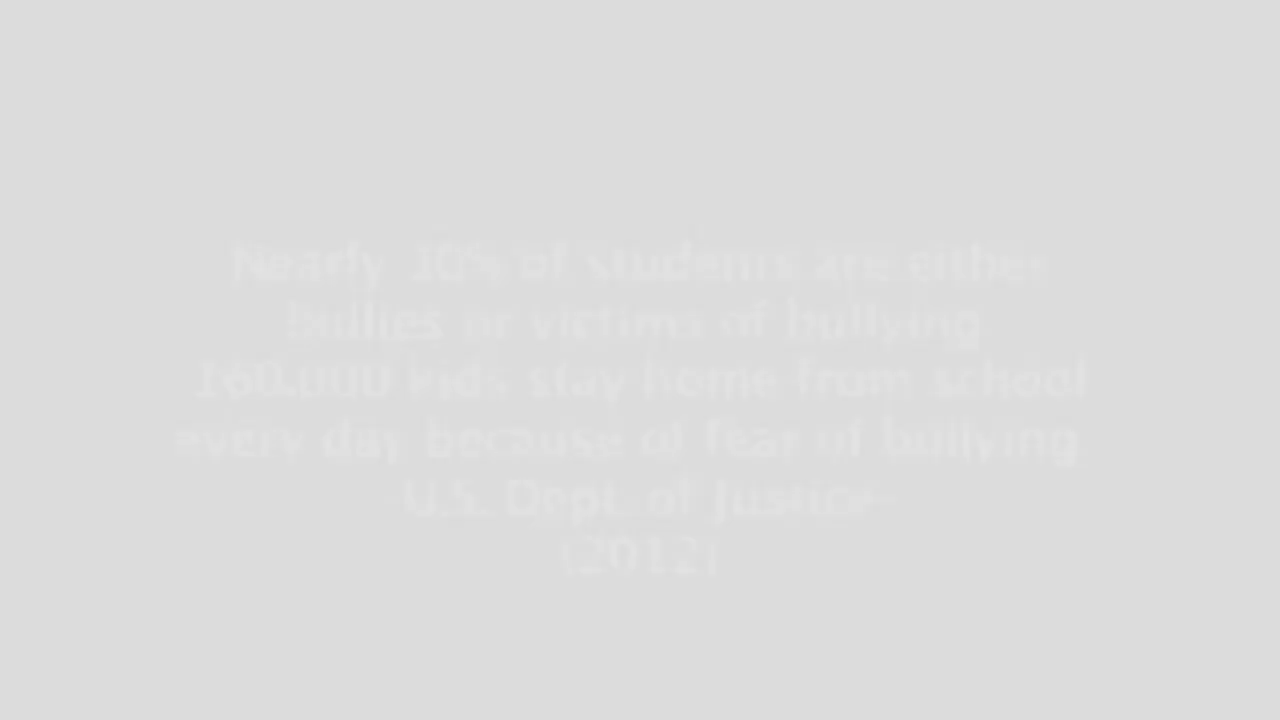 Nearly 30% of students are either
bullies or victims of bullying
160,000 kids stay home from school
every day because of fear of bullying
U.S. Dept. of Justice
(2012)